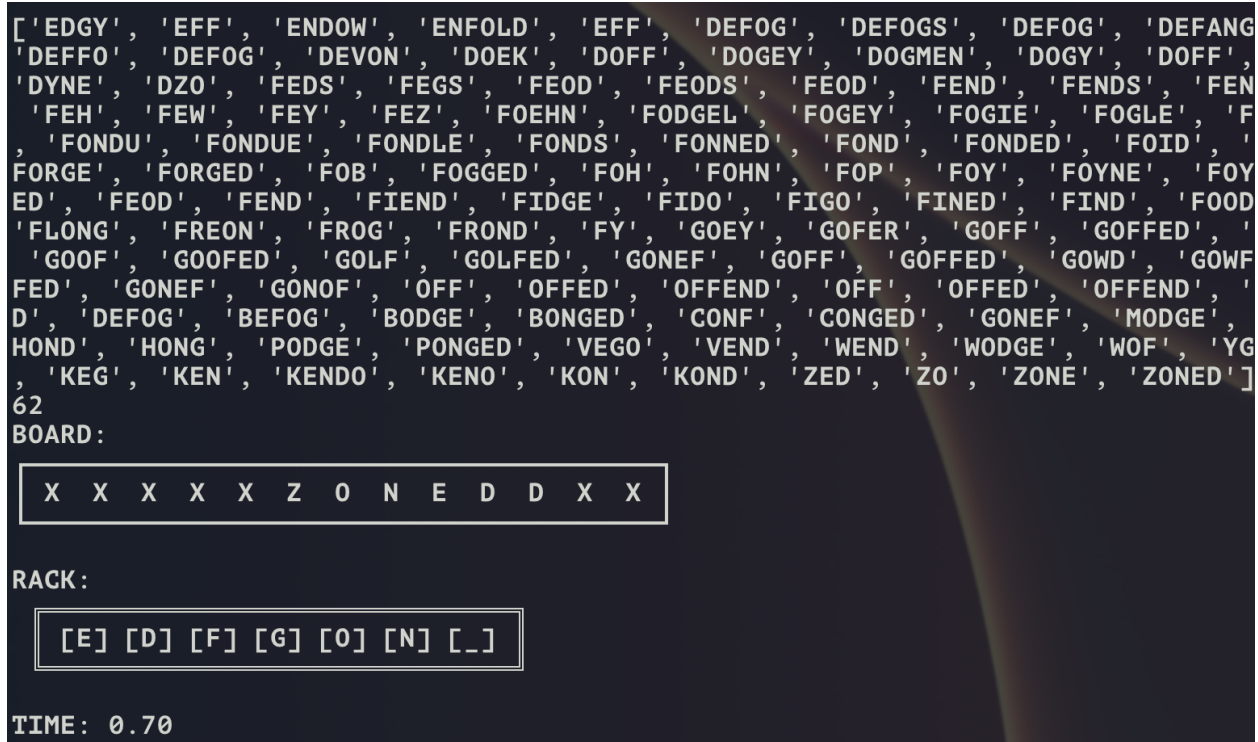 ['EDGY', 'EFF', 'ENDOW', 'ENFOLD', 'EFF', 'DEFOG', 'DEFOGS', 'DEFOG', 'DEFANG
'DEFFO', 'DEFOG', 'DEVON', 'DOEK', 'DOFF', 'DOGEY', 'DOGMEN', 'DOGY', 'DOFF',
'DYNE', 'DZO', 'FEDS', 'FEGS', 'FEOD', 'FEODS', 'FEOD', 'FEND', 'FENDS', 'FEN
'FEH', 'FEW', 'FEY', 'FEZ', 'FOEHN', 'FODGEL', 'FOGEY', 'FOGIE', 'FOGLE', 'F
, 'FONDU', 'FONDUE', 'FONDLE', 'FONDS', 'FONNED', 'FOND', 'FONDED', 'FOID', '
FORGE', 'FORGED', 'FOB', 'FOGGED', 'FOH', 'FOHN', 'FOP', 'FOY', 'FOYNE', 'FOY
ED', 'FEOD', 'FEND', 'FIEND', 'FIDGE', 'FIDO', 'FIGO', 'FINED', 'FIND', 'FOOD
'FLONG', 'FREON', 'FROG', 'FROND', 'FY', 'GOEY', 'GOFER', 'GOFF', 'GOFFED', '
'GOOF', 'GOOFED', 'GOLF', 'GOLFED', 'GONEF', 'GOFF', 'GOFFED', 'GOWD', 'GOWF
FED', 'GONEF', 'GONOF', 'OFF', 'OFFED', 'OFFEND', 'OFF', 'OFFED', 'OFFEND', '
D', 'DEFOG', 'BEFOG', 'BODGE', 'BONGED', 'CONF', 'CONGED', 'GONEF', 'MODGE',
HOND', 'HONG', 'PODGE', 'PONGED', 'VEGO', 'VEND', 'WEND', 'WODGE', 'WOF', 'YG
, 'KEG', 'KEN', 'KENDO', 'KENO', 'KON', 'KOND', 'ZED', 'ZO', 'ZONE', 'ZONED']
62
BOARD:
X X X X X Z O N E D D X X
RACK:
[E] [D] [F] [G] [O] [N] [_]
TIME: 0.70